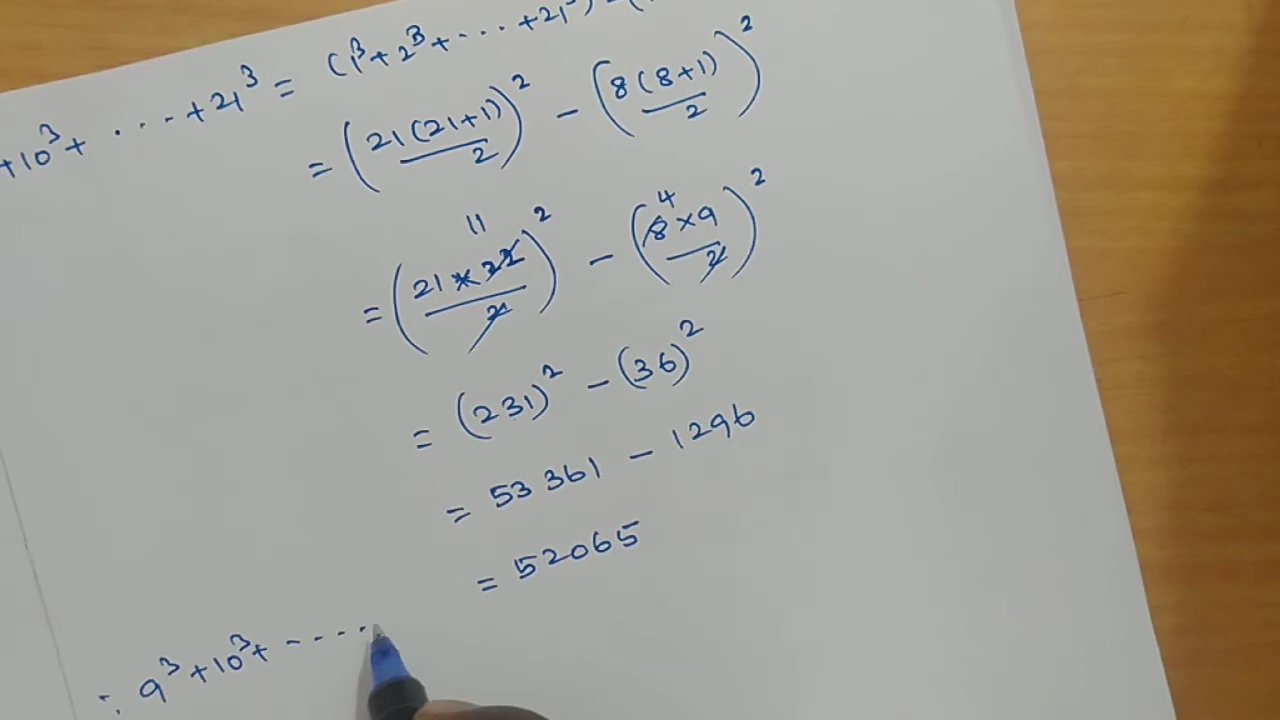 +10³+ ....+21³ = (1³+2³+ ....+21³) -
= (21(21+1)/2)² - (8(8+1)/2)²
11 4
= (21×22/2)² - (8×9/2)²
= (231)² - (36)²
= 53361 - 1296
= 52065
∴ 9³+10³+ ----.